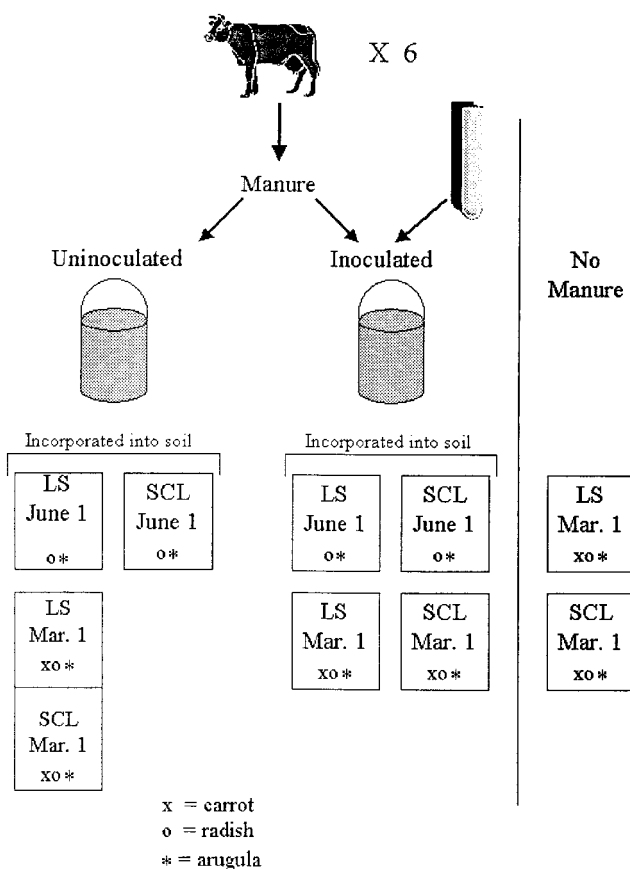 X 6
Manure
Uninoculated
Inoculated
No
Manure
Incorporated into soil
LS
June 1
o*
SCL
June 1
o*
LS
Mar. 1
xo*
SCL
Mar. 1
xo*
Incorporated into soil
LS
June 1
o*
SCL
June 1
o*
LS
Mar. 1
xo*
SCL
Mar. 1
xo*
LS
Mar. 1
xo*
SCL
Mar. 1
xo*
x = carrot
o = radish
* = arugula